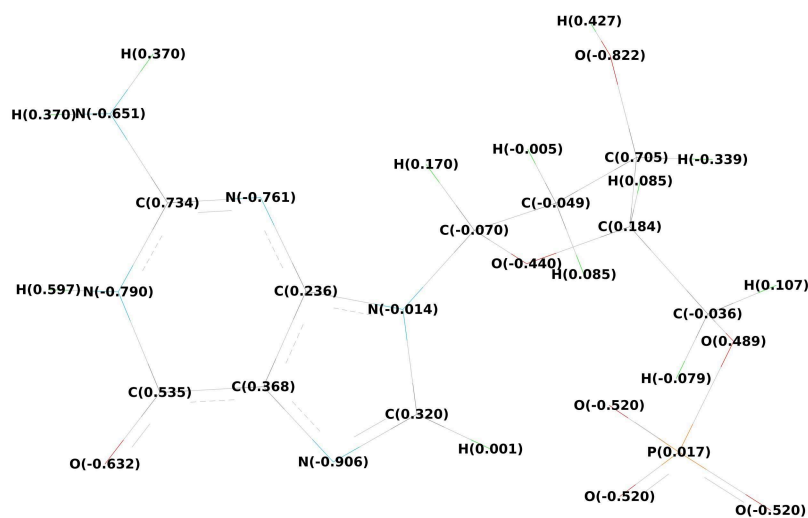 H(0.427)
O(-0.822)
H(0.370)
H(0.370)
N(-0.651)
H(-0.005)
C(0.705)
H(-0.339)
H(0.170)
H(0.085)
C(0.734)
N(-0.761)
C(-0.049)
C(-0.070)
C(0.184)
O(-0.440)
H(0.085)
H(0.597)
N(-0.790)
C(0.236)
H(0.107)
N(-0.014)
C(-0.036)
O(0.489)
C(0.535)
C(0.368)
H(-0.079)
O(-0.520)
C(0.320)
H(0.001)
P(0.017)
O(-0.632)
N(-0.906)
O(-0.520)
O(-0.520)